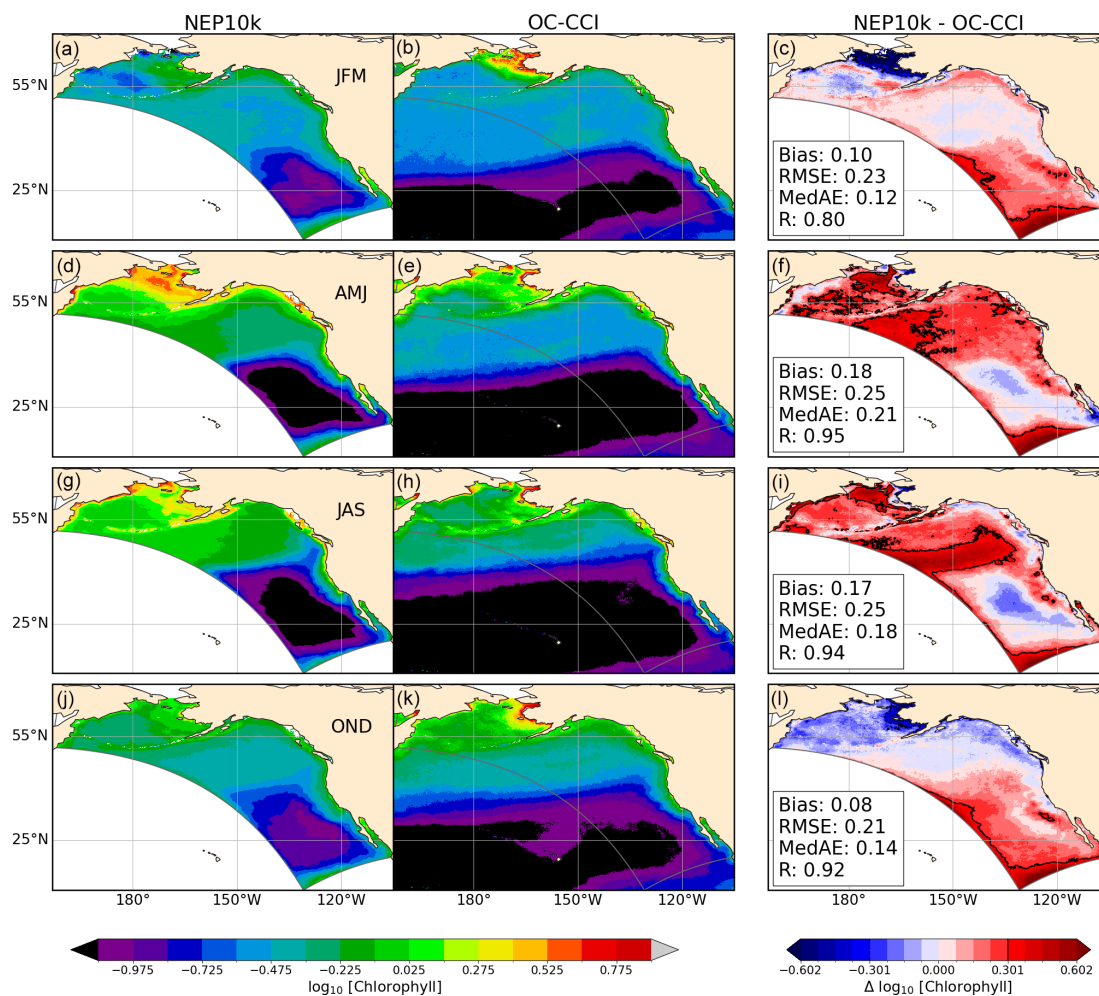 NEP10k OC-CCI NEP10k - OC-CCI
(a) JFM (b) (c)
55°N
25°N
Bias: 0.10
RMSE: 0.23
MedAE: 0.12
R: 0.80
(d) AMJ (e) (f)
55°N
25°N
Bias: 0.18
RMSE: 0.25
MedAE: 0.21
R: 0.95
(g) JAS (h) (i)
55°N
25°N
Bias: 0.17
RMSE: 0.25
MedAE: 0.18
R: 0.94
(j) OND (k) (l)
55°N
25°N
Bias: 0.08
RMSE: 0.21
MedAE: 0.14
R: 0.92
180° 150°W 120°W 180° 150°W 120°W 180° 150°W 120°W
−0.975 −0.725 −0.475 −0.225 0.025 0.275 0.525 0.775
log₁₀ [Chlorophyll]
−0.602 −0.301 0.000 0.301 0.602
Δ log₁₀ [Chlorophyll]